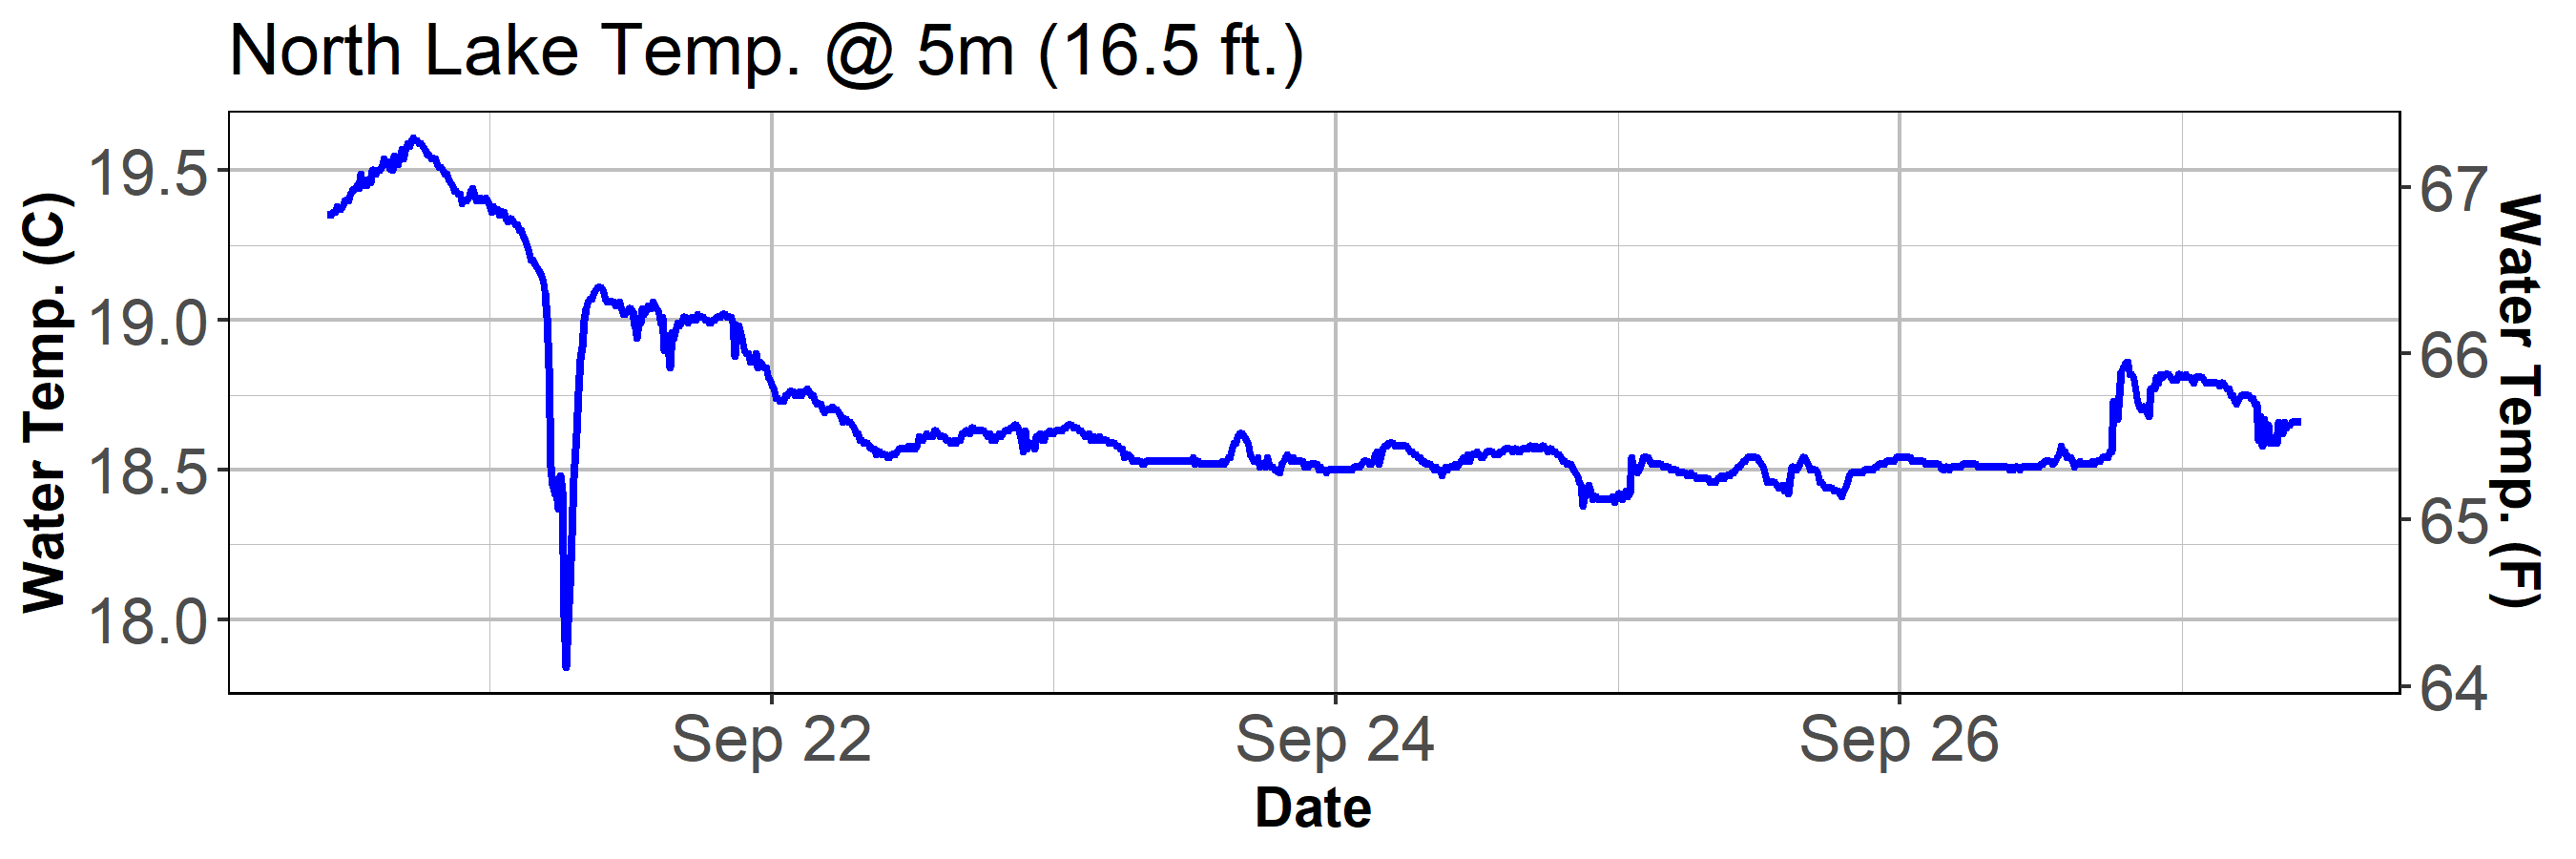 North Lake Temp. @ 5m (16.5 ft.)
Water Temp. (C)
19.5
19.0
18.5
18.0
67
66
65
64
Water Temp. (F)
Sep 22
Sep 24
Sep 26
Date